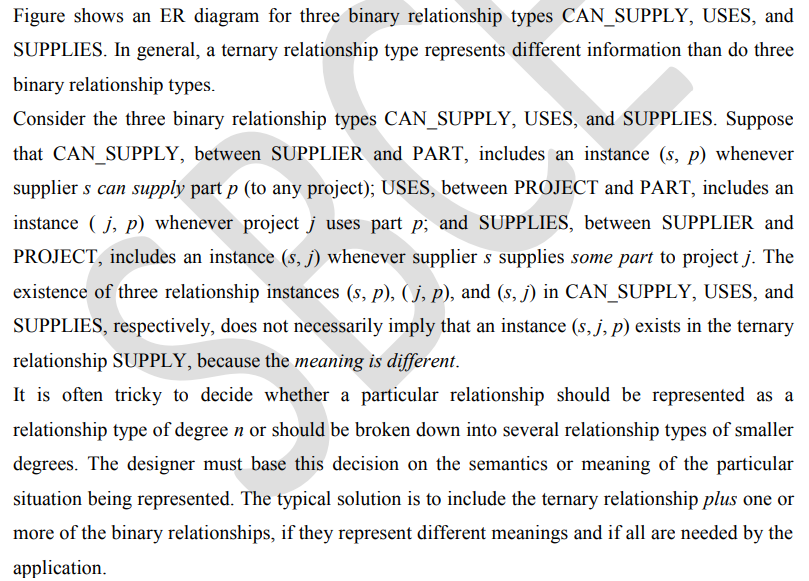 Figure shows an ER diagram for three binary relationship types CAN_SUPPLY, USES, and
SUPPLIES. In general, a ternary relationship type represents different information than do three
binary relationship types.
Consider the three binary relationship types CAN_SUPPLY, USES, and SUPPLIES. Suppose
that CAN_SUPPLY, between SUPPLIER and PART, includes an instance (s, p) whenever
supplier s can supply part p (to any project); USES, between PROJECT and PART, includes an
instance ( j, p) whenever project j uses part p; and SUPPLIES, between SUPPLIER and
PROJECT, includes an instance (s, j) whenever supplier s supplies some part to project j. The
existence of three relationship instances (s, p), ( j, p), and (s, j) in CAN_SUPPLY, USES, and
SUPPLIES, respectively, does not necessarily imply that an instance (s, j, p) exists in the ternary
relationship SUPPLY, because the meaning is different.
It is often tricky to decide whether a particular relationship should be represented as a
relationship type of degree n or should be broken down into several relationship types of smaller
degrees. The designer must base this decision on the semantics or meaning of the particular
situation being represented. The typical solution is to include the ternary relationship plus one or
more of the binary relationships, if they represent different meanings and if all are needed by the
application.